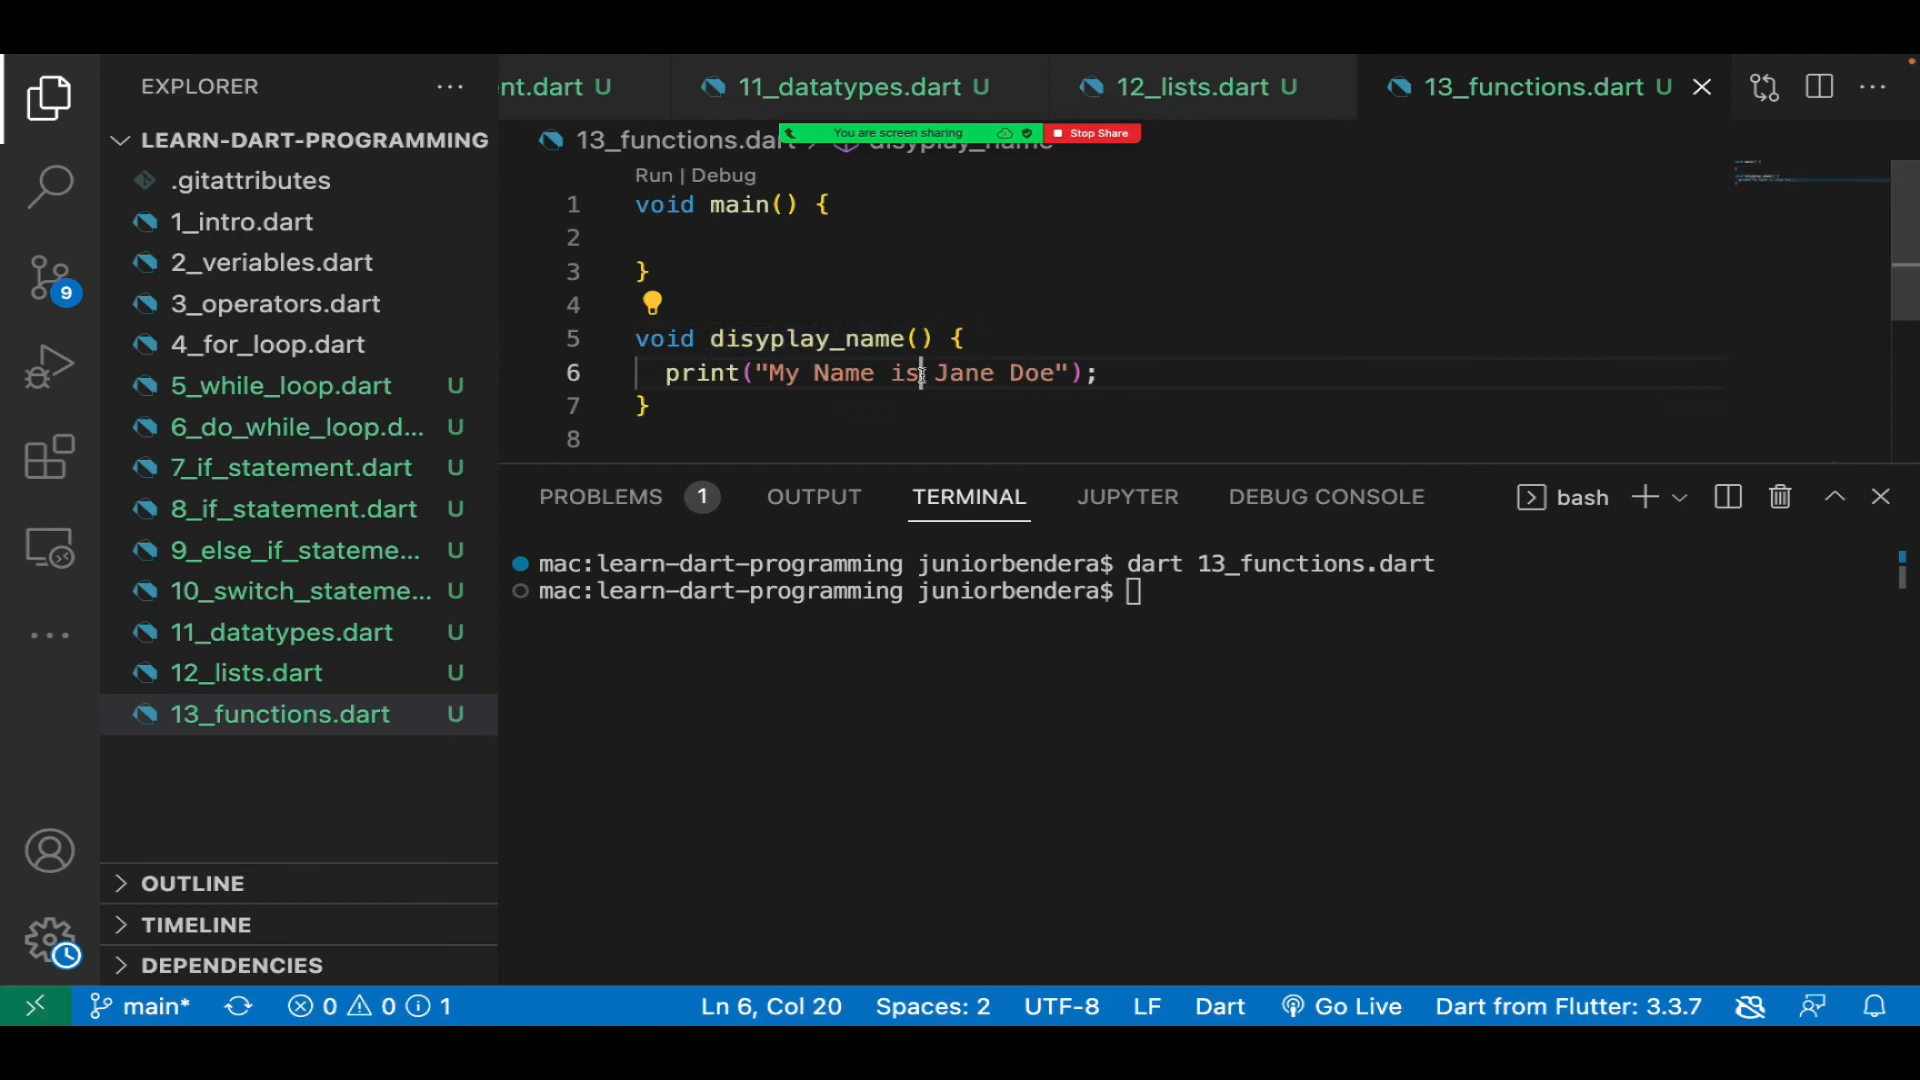 EXPLORER
LEARN-DART-PROGRAMMING
.gitattributes
1_intro.dart
2_veriables.dart
3_operators.dart
4_for_loop.dart
5_while_loop.dart U
6_do_while_loop.d... U
7_if_statement.dart U
8_if_statement.dart U
9_else_if_stateme... U
10_switch_stateme... U
11_datatypes.dart U
12_lists.dart U
13_functions.dart U
OUTLINE
TIMELINE
DEPENDENCIES
9
nt.dart U 11_datatypes.dart U 12_lists.dart U 13_functions.dart U
You are screen sharing Stop Share
13_functions.dart > disyplay_name
Run | Debug
1 void main() {
2
3 }
4
5 void disyplay_name() {
6 print("My Name is Jane Doe");
7 }
8
PROBLEMS 1 OUTPUT TERMINAL JUPYTER DEBUG CONSOLE bash
mac:learn-dart-programming juniorbendera$ dart 13_functions.dart
mac:learn-dart-programming juniorbendera$
main* 0 0 1 Ln 6, Col 20 Spaces: 2 UTF-8 LF Dart Go Live Dart from Flutter: 3.3.7